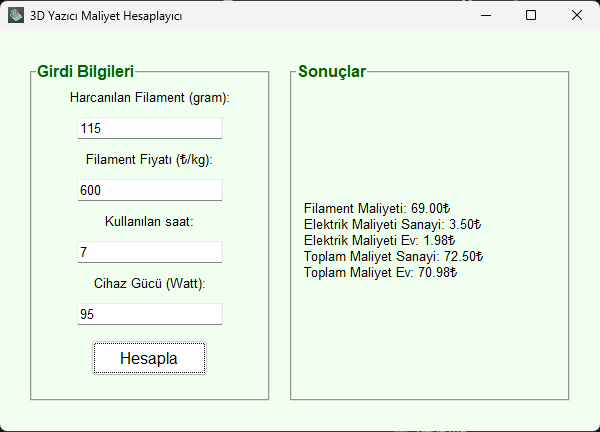 3D Yazıcı Maliyet Hesaplayıcı
Girdi Bilgileri
Harcanılan Filament (gram):
115
Filament Fiyatı (₺/kg):
600
Kullanılan saat:
7
Cihaz Gücü (Watt):
95
Hesapla
Sonuçlar
Filament Maliyeti: 69.00₺
Elektrik Maliyeti Sanayi: 3.50₺
Elektrik Maliyeti Ev: 1.98₺
Toplam Maliyet Sanayi: 72.50₺
Toplam Maliyet Ev: 70.98₺